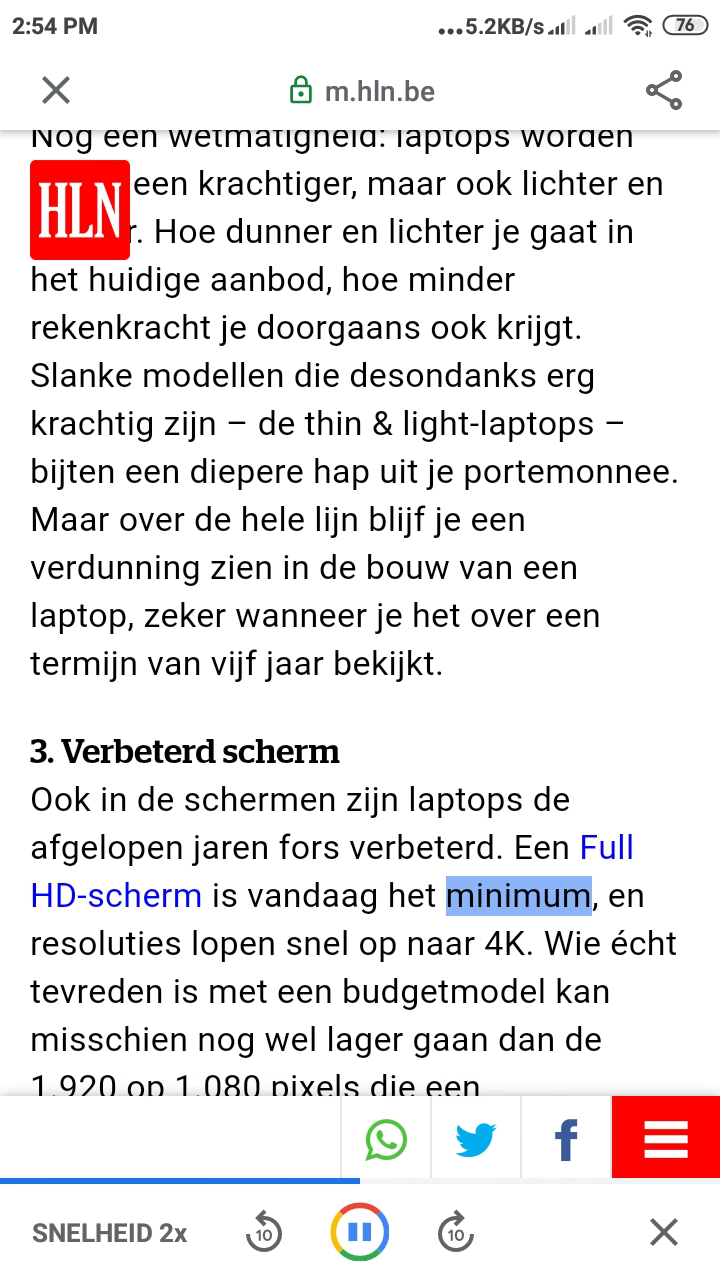 2:54 PM
...5.2KB/s
76
m.hln.be
Nog een wetmatigheid: laptops worden
HLN
een krachtiger, maar ook lichter en
r. Hoe dunner en lichter je gaat in
het huidige aanbod, hoe minder
rekenkracht je doorgaans ook krijgt.
Slanke modellen die desondanks erg
krachtig zijn – de thin & light-laptops –
bijten een diepere hap uit je portemonnee.
Maar over de hele lijn blijf je een
verdunning zien in de bouw van een
laptop, zeker wanneer je het over een
termijn van vijf jaar bekijkt.
3. Verbeterd scherm
Ook in de schermen zijn laptops de
afgelopen jaren fors verbeterd. Een Full
HD-scherm is vandaag het minimum, en
resoluties lopen snel op naar 4K. Wie écht
tevreden is met een budgetmodel kan
misschien nog wel lager gaan dan de
1.920 op 1.080 pixels die een
SNELHEID 2x
10
10